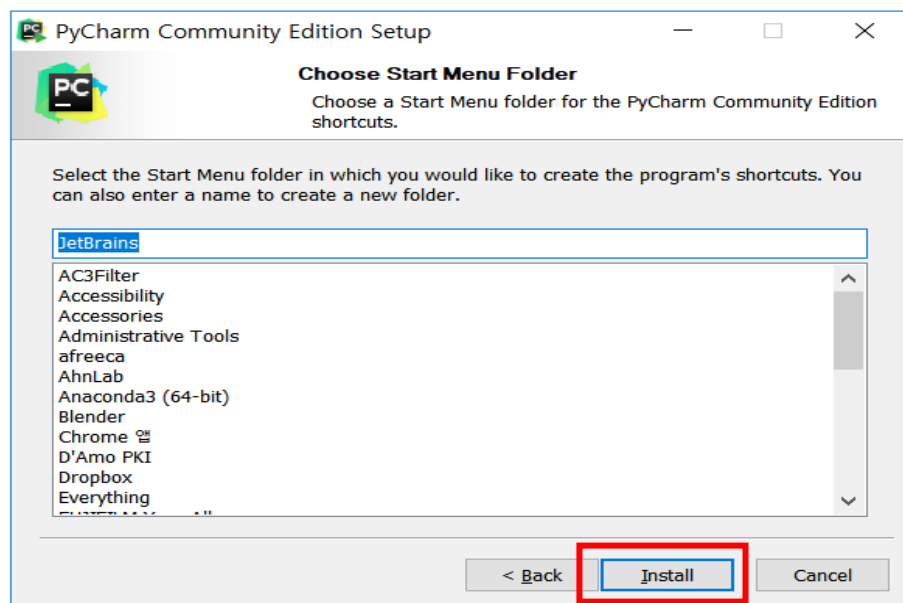 PyCharm Community Edition Setup
PC
Choose Start Menu Folder
Choose a Start Menu folder for the PyCharm Community Edition
shortcuts.
Select the Start Menu folder in which you would like to create the program's shortcuts. You
can also enter a name to create a new folder.
JetBrains
AC3Filter
Accessibility
Accessories
Administrative Tools
afreeca
AhnLab
Anaconda3 (64-bit)
Blender
Chrome 앱
D'Amo PKI
Dropbox
Everything
< Back
Install
Cancel